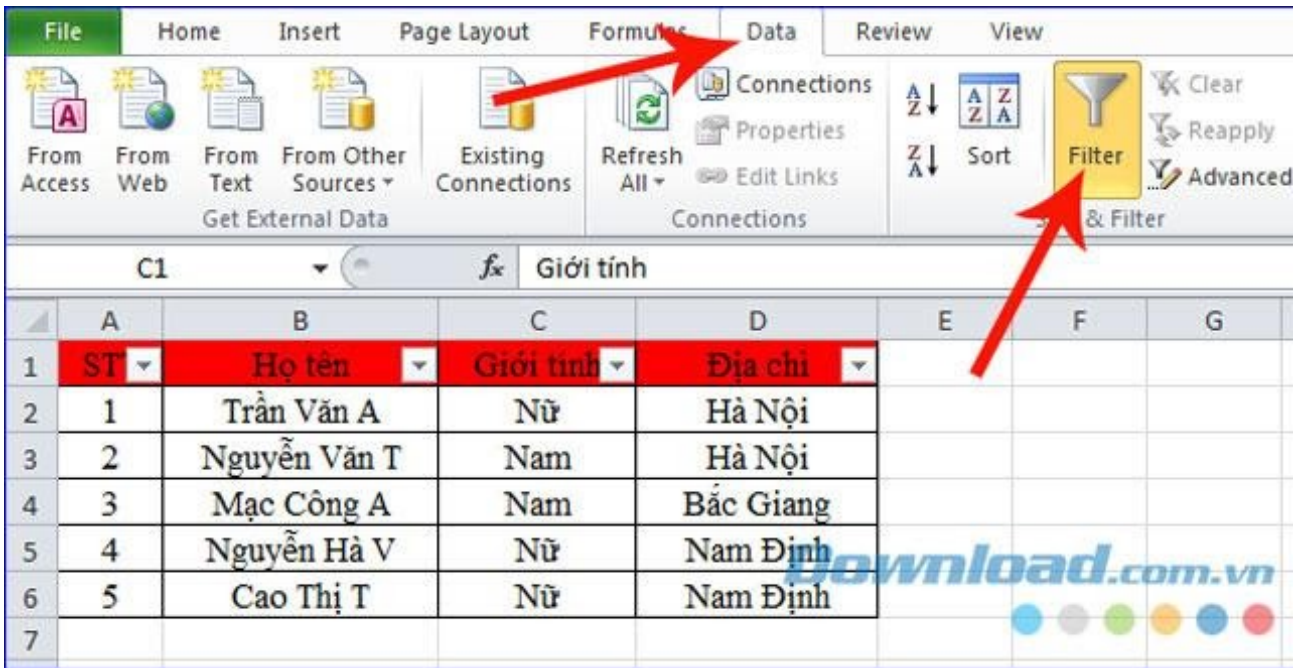 File Home Insert Page Layout Formulas Data Review View
From Access From Web From Text From Other Sources Existing Connections Refresh All Connections Properties Edit Links Sort Filter Clear Reapply Advanced
Get External Data Connections & Filter
C1 fx Giới tính
A B C D E F G
1 ST Họ tên Giới tính Địa chỉ
2 1 Trần Văn A Nữ Hà Nội
3 2 Nguyễn Văn T Nam Hà Nội
4 3 Mạc Công A Nam Bắc Giang
5 4 Nguyễn Hà V Nữ Nam Định
6 5 Cao Thị T Nữ Nam Định
7
Download.com.vn